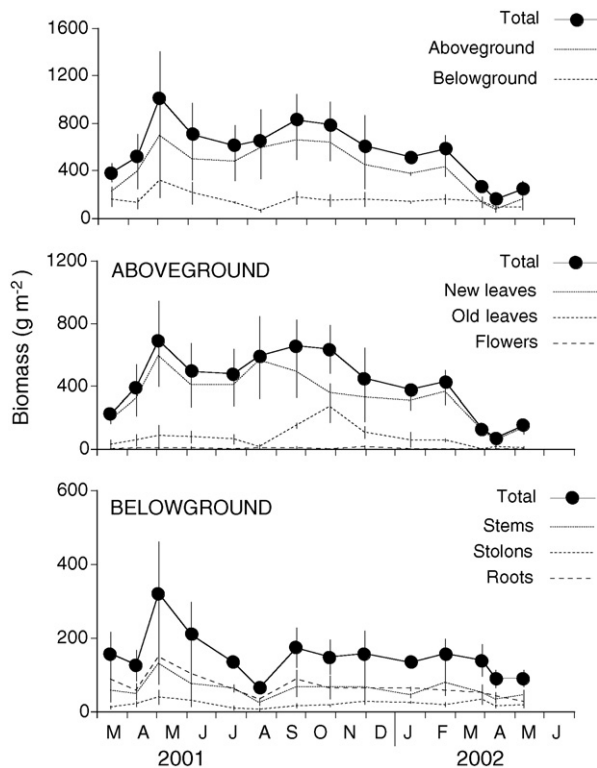 Total
Aboveground
Belowground
1600
1200
800
400
0
Biomass (g m-2)
ABOVEGROUND
Total
New leaves
Old leaves
Flowers
1200
800
400
0
BELOWGROUND
Total
Stems
Stolons
Roots
600
400
200
0
M A M J J A S O N D J F M A M J
2001 2002